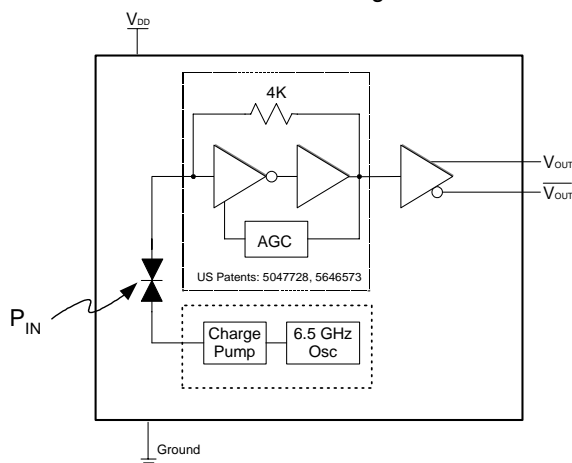 VDD
4K
AGC
VOUT
VOUT
US Patents: 5047728, 5646573
PIN
Charge
Pump
6.5 GHz
Osc
Ground